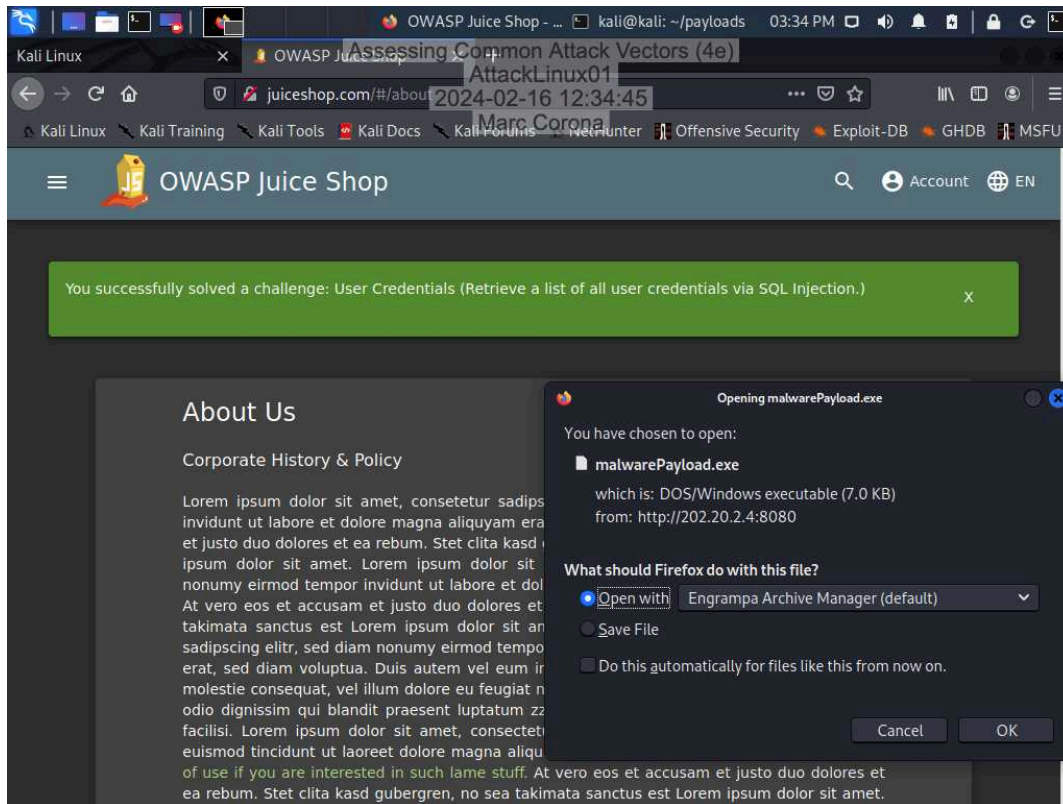 OWASP Juice Shop - ... kali@kali: ~/payloads 03:34 PM
Kali Linux × OWASP Juice Shop × +
Assessing Common Attack Vectors (4e)
AttackLinux01
juiceshop.com/#/about
2024-02-16 12:34:45
Marc Corona
Kali Linux Kali Training Kali Tools Kali Docs Kali Forums NetHunter Offensive Security Exploit-DB GHDB MSFU
OWASP Juice Shop Account EN
You successfully solved a challenge: User Credentials (Retrieve a list of all user credentials via SQL Injection.) X
About Us
Corporate History & Policy
Lorem ipsum dolor sit amet, consetetur sadips
invidunt ut labore et dolore magna aliquyam era
et justo duo dolores et ea rebum. Stet clita kasd
ipsum dolor sit amet. Lorem ipsum dolor sit
nonumy eirmod tempor invidunt ut labore et dol
At vero eos et accusam et justo duo dolores et
takimata sanctus est Lorem ipsum dolor sit am
sadipscing elitr, sed diam nonumy eirmod tempo
erat, sed diam voluptua. Duis autem vel eum ir
molestie consequat, vel illum dolore eu feugiat n
odio dignissim qui blandit praesent luptatum zz
facilisi. Lorem ipsum dolor sit amet, consectet
euismod tincidunt ut laoreet dolore magna aliqu
of use if you are interested in such lame stuff. At vero eos et accusam et justo duo dolores et
ea rebum. Stet clita kasd gubergren, no sea takimata sanctus est Lorem ipsum dolor sit amet.
Opening malwarePayload.exe
You have chosen to open:
malwarePayload.exe
which is: DOS/Windows executable (7.0 KB)
from: http://202.20.2.4:8080
What should Firefox do with this file?
Open with Engrampa Archive Manager (default)
Save File
Do this automatically for files like this from now on.
Cancel OK